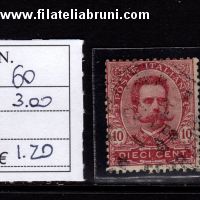 www.filateliabruni.com
N.
60
3.00
€ 1.20
POSTE ITALIANE
10 10
DIECI CENT.